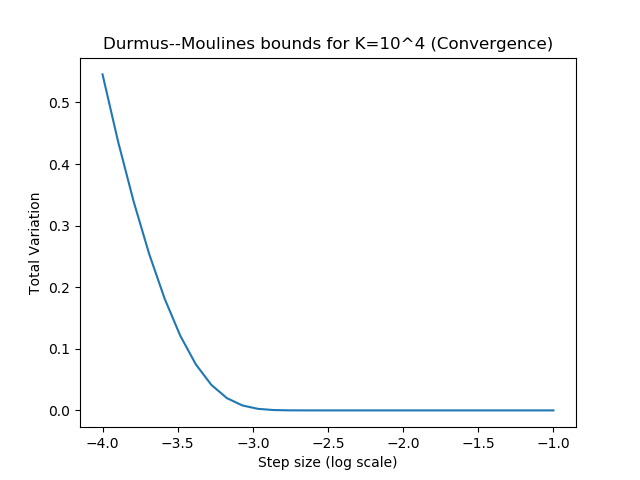 Durmus--Moulines bounds for K=10^4 (Convergence)
Total Variation
0.5
0.4
0.3
0.2
0.1
0.0
−4.0 −3.5 −3.0 −2.5 −2.0 −1.5 −1.0
Step size (log scale)